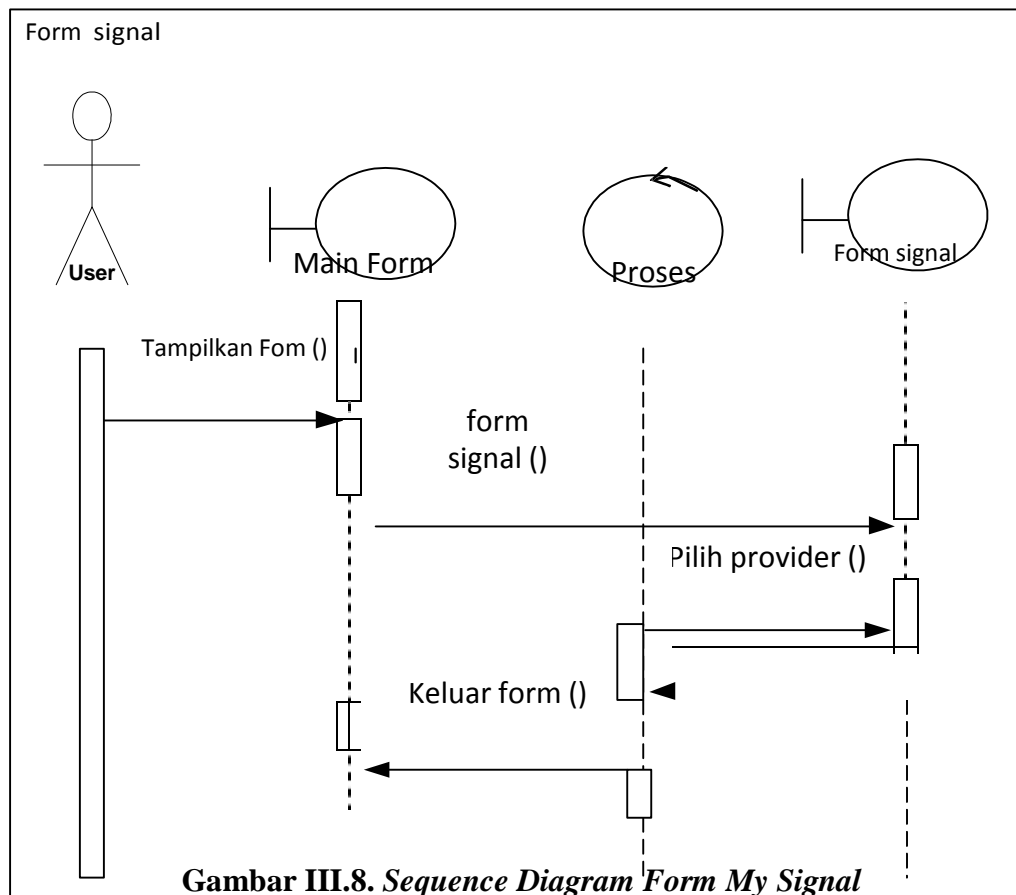 Form signal
User
Main Form
Proses
Form signal
Tampilkan Fom ()
form
signal ()
Pilih provider ()
Keluar form ()
Gambar III.8. Sequence Diagram Form My Signal